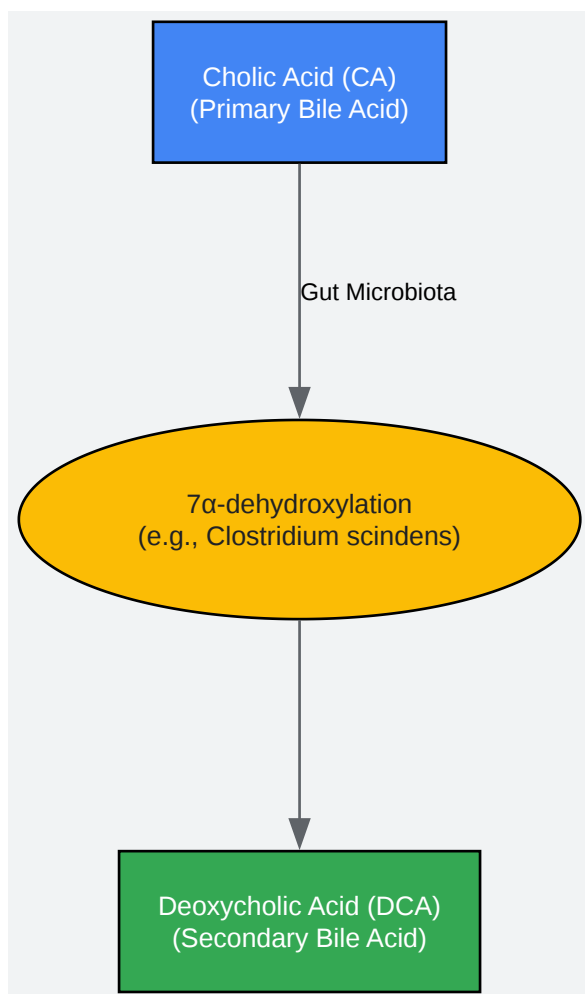 Cholic Acid (CA)
(Primary Bile Acid)
Gut Microbiota
7α-dehydroxylation
(e.g., Clostridium scindens)
Deoxycholic Acid (DCA)
(Secondary Bile Acid)